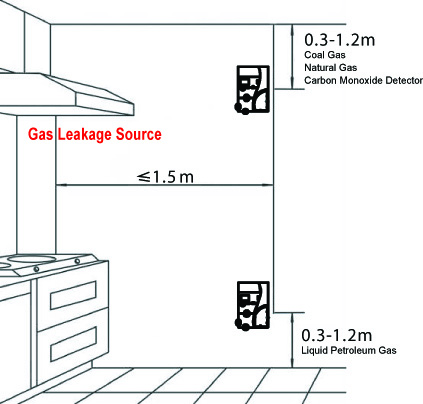 0.3-1.2m
Coal Gas
Natural Gas
Carbon Monoxide Detector
Gas Leakage Source
≤1.5m
0.3-1.2m
Liquid Petroleum Gas